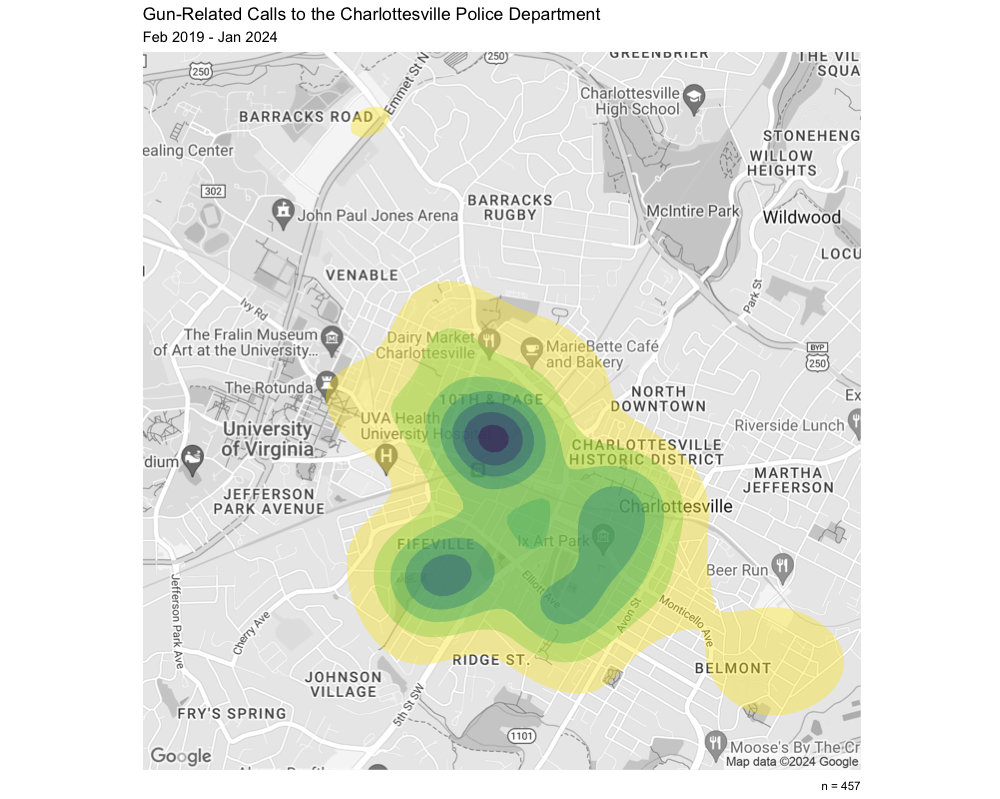 Gun-Related Calls to the Charlottesville Police Department
Feb 2019 - Jan 2024
250
250
GREENBRIER
THE VIL
SQUA
Emmet St N
Charlottesville
High School
BARRACKS ROAD
STONEHENG
ealing Center
WILLOW
HEIGHTS
302
BARRACKS
RUGBY
John Paul Jones Arena
McIntire Park
Wildwood
LOCU
VENABLE
Park St
Ivy Rd
The Fralin Museum
of Art at the University...
Dairy Market
Charlottesville
MarieBette Café
and Bakery
BYP
250
The Rotunda
10TH & PAGE
NORTH
DOWNTOWN
Ex
UVA Health
University Hospi
Riverside Lunch
University
of Virginia
H
CHARLOTTESVILLE
HISTORIC DISTRICT
dium
MARTHA
JEFFERSON
JEFFERSON
PARK AVENUE
Charlottesville
FIFEVILLE
Ix Art Park
Beer Run
Elliott Ave
Jefferson Park Ave
Cherry Ave
Avon St
Monticello Ave
RIDGE ST.
BELMONT
JOHNSON
VILLAGE
5th St SW
FRY'S SPRING
1101
Google
Moose's By The Cr
Map data ©2024 Google
n = 457